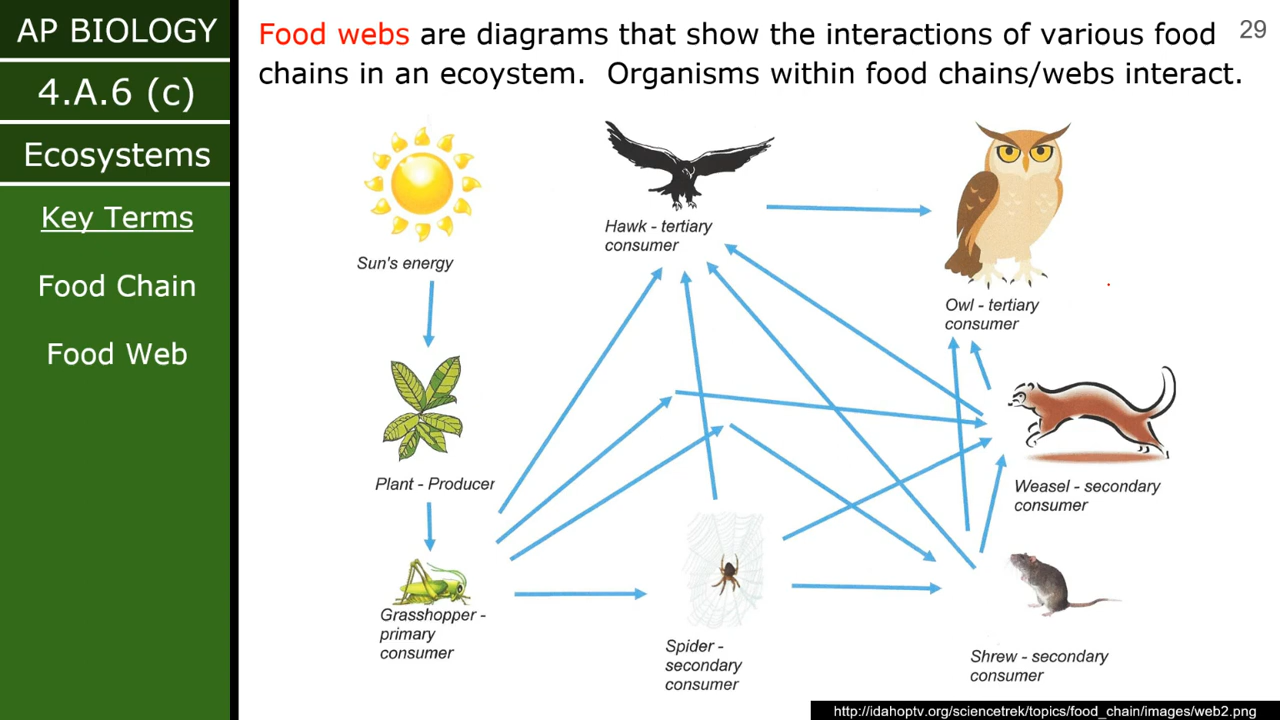 AP BIOLOGY
4.A.6 (c)
Ecosystems
Key Terms
Food Chain
Food Web
Food webs are diagrams that show the interactions of various food
chains in an ecoystem. Organisms within food chains/webs interact.
29
Sun's energy
Hawk - tertiary
consumer
Owl - tertiary
consumer
Plant - Producer
Weasel - secondary
consumer
Grasshopper -
primary
consumer
Spider -
secondary
consumer
Shrew - secondary
consumer
http://idahoptv.org/sciencetrek/topics/food_chain/images/web2.png